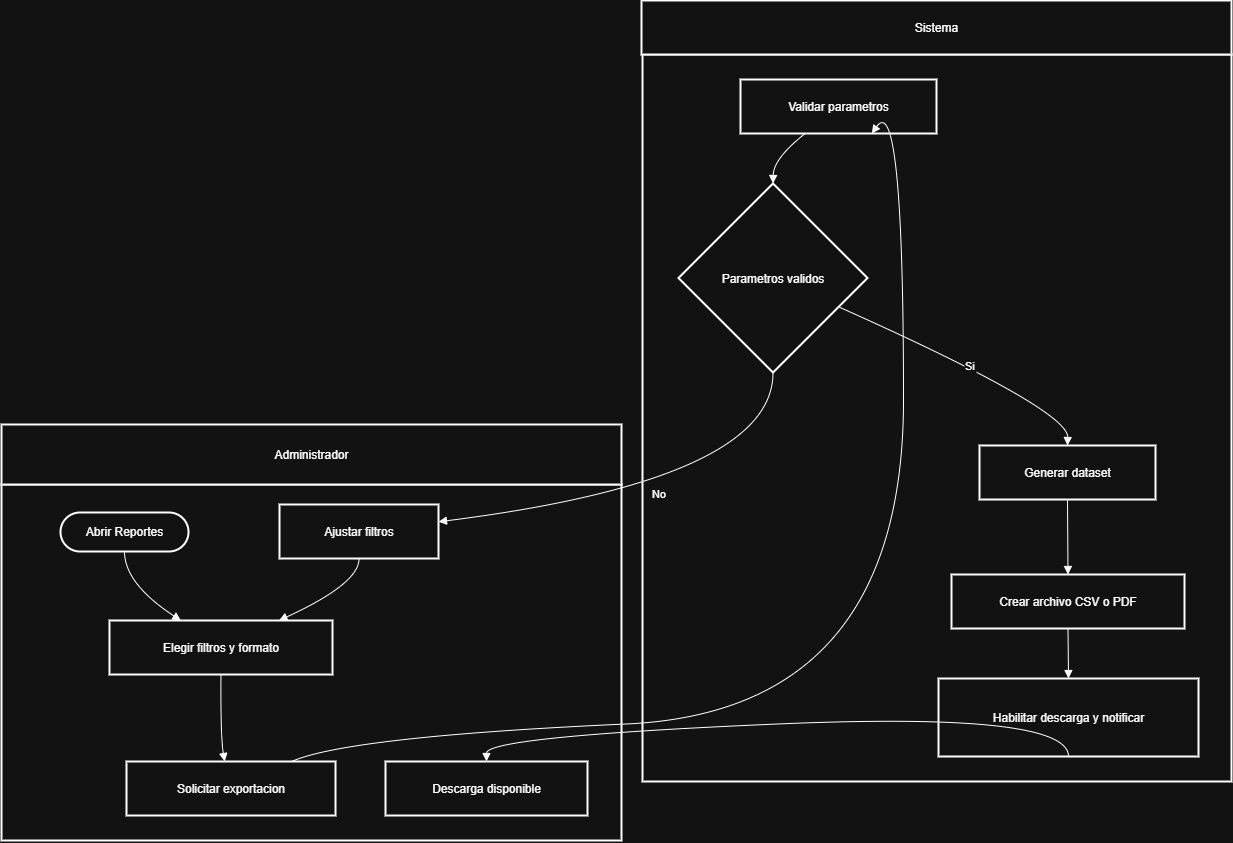 Sistema
Validar parametros
Parametros validos
Si
Generar dataset
Administrador
No
Abrir Reportes
Ajustar filtros
Crear archivo CSV o PDF
Elegir filtros y formato
Habilitar descarga y notificar
Solicitar exportacion
Descarga disponible